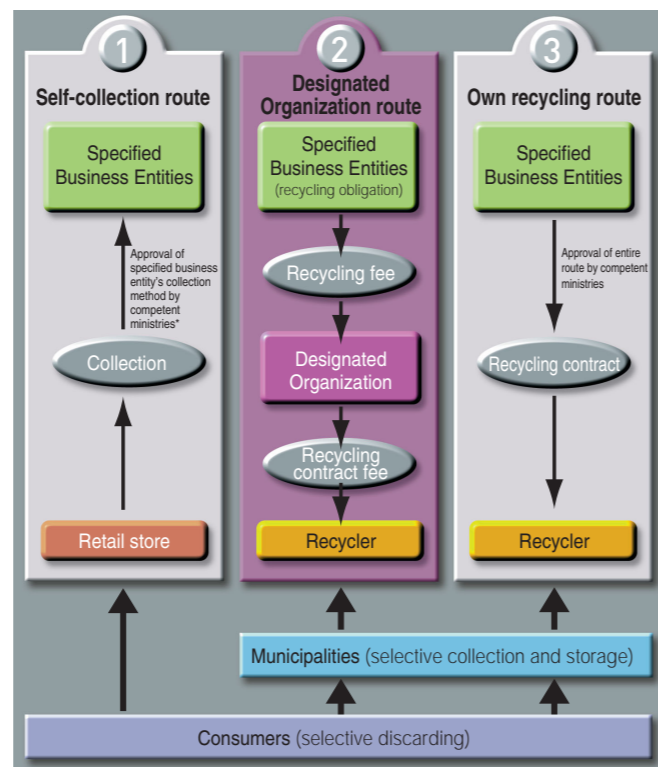 1
Self-collection route
Specified
Business Entities
Approval of
specified business
entity's collection
method by
competent
ministries*
Collection
Retail store
2
Designated
Organization route
Specified
Business Entities
(recycling obligation)
Recycling fee
Designated
Organization
Recycling
contract fee
Recycler
3
Own recycling route
Specified
Business Entities
Approval of entire
route by competent
ministries
Recycling contract
Recycler
Municipalities (selective collection and storage)
Consumers (selective discarding)